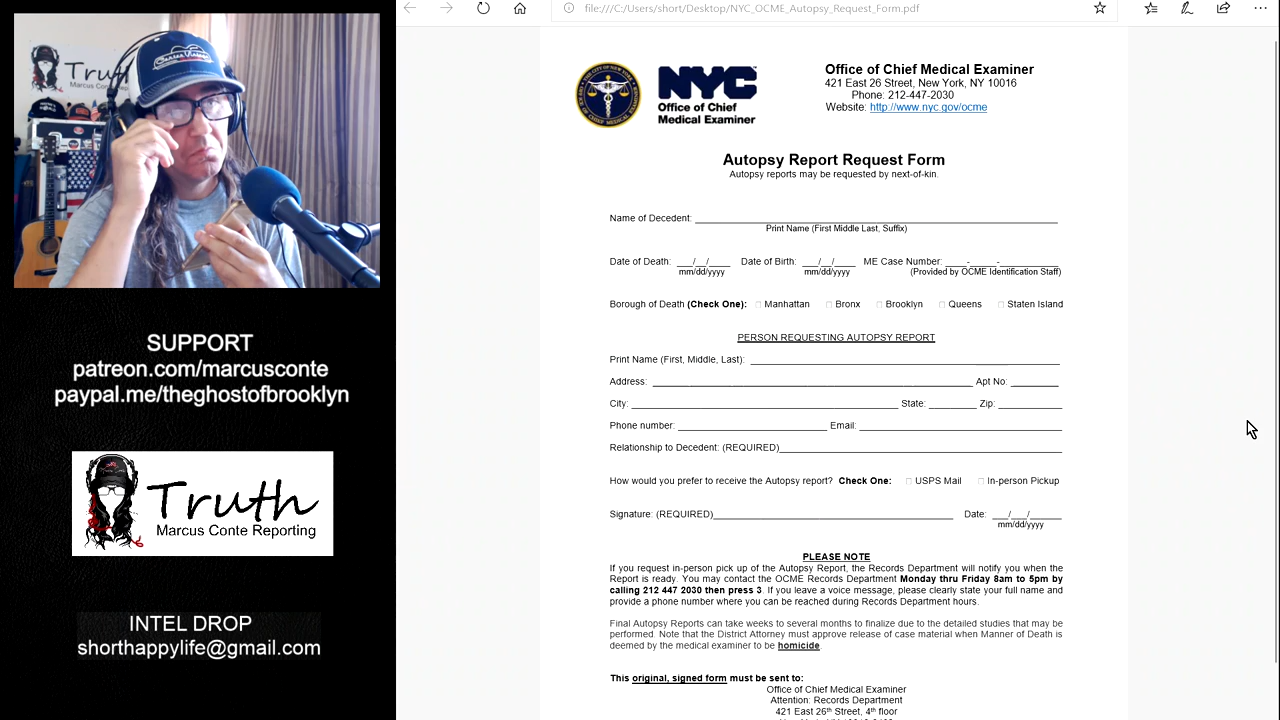 file:///C:/Users/short/Desktop/NYC_OCME_Autopsy_Request_Form.pdf
Truth
Marcus Conte
SUPPORT
patreon.com/marcusconte
paypal.me/theghostofbrooklyn
Truth
Marcus Conte Reporting
INTEL DROP
shorthappylife@gmail.com
NYC
Office of Chief
Medical Examiner
Office of Chief Medical Examiner
421 East 26 Street, New York, NY 10016
Phone: 212-447-2030
Website: http://www.nyc.gov/ocme
Autopsy Report Request Form
Autopsy reports may be requested by next-of-kin.
Name of Decedent:
Print Name (First Middle Last, Suffix)
Date of Death: __/__/____ Date of Birth: __/__/____ ME Case Number: ____-_____-__________
mm/dd/yyyy mm/dd/yyyy (Provided by OCME Identification Staff)
Borough of Death (Check One): □ Manhattan □ Bronx □ Brooklyn □ Queens □ Staten Island
PERSON REQUESTING AUTOPSY REPORT
Print Name (First, Middle, Last):
Address: Apt No:
City: State: Zip:
Phone number: Email:
Relationship to Decedent: (REQUIRED)
How would you prefer to receive the Autopsy report? Check One: □ USPS Mail □ In-person Pickup
Signature: (REQUIRED) Date: __/__/____
mm/dd/yyyy
PLEASE NOTE
If you request in-person pick up of the Autopsy Report, the Records Department will notify you when the
Report is ready. You may contact the OCME Records Department Monday thru Friday 8am to 5pm by
calling 212 447 2030 then press 3. If you leave a voice message, please clearly state your full name and
provide a phone number where you can be reached during Records Department hours.
Final Autopsy Reports can take weeks to several months to finalize due to the detailed studies that may be
performed. Note that the District Attorney must approve release of case material when Manner of Death is
deemed by the medical examiner to be homicide.
This original, signed form must be sent to:
Office of Chief Medical Examiner
Attention: Records Department
421 East 26th Street, 4th floor